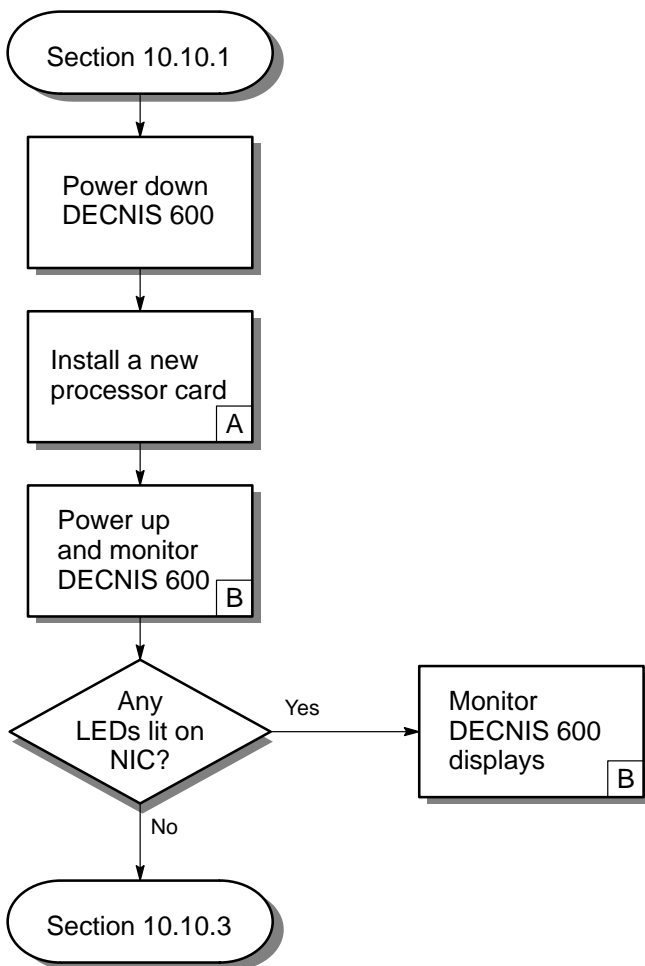 Section 10.10.1
Power down
DECNIS 600
Install a new
processor card
A
Power up
and monitor
DECNIS 600
B
Any
LEDs lit on
NIC?
Yes
Monitor
DECNIS 600
displays
B
No
Section 10.10.3